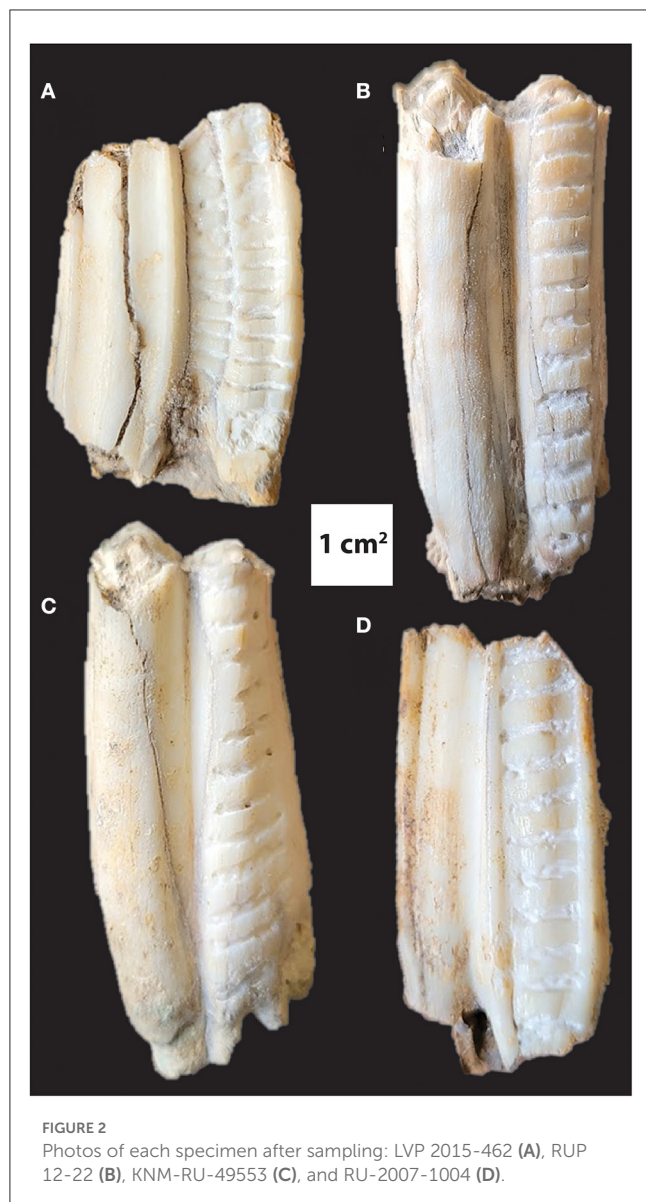 A
B
1 cm²
C
D
FIGURE 2
Photos of each specimen after sampling: LVP 2015-462 (A), RUP
12-22 (B), KNM-RU-49553 (C), and RU-2007-1004 (D).